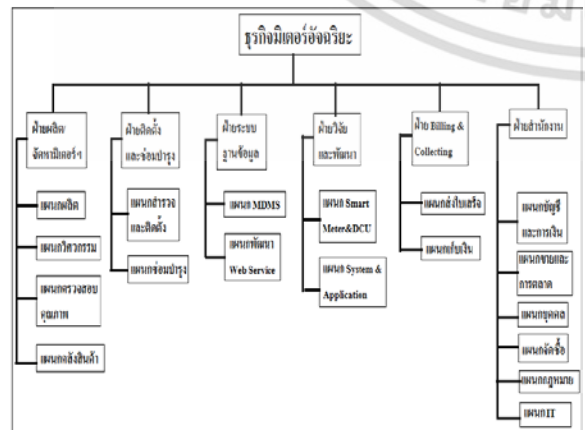 ธุรกิจมิเตอร์อัจฉริยะ
ฝ่ายผลิต/
จัดหามิเตอร์ฯ
แผนกผลิต
แผนกวิศวกรรม
แผนกตรวจสอบ
คุณภาพ
แผนกคลังสินค้า
ฝ่ายติดตั้ง
และซ่อมบำรุง
แผนกสำรวจ
และติดตั้ง
แผนกซ่อมบำรุง
ฝ่ายระบบ
ฐานข้อมูล
แผนก MDMS
แผนกพัฒนา
Web Service
ฝ่ายวิจัย
และพัฒนา
แผนก Smart
Meter&DCU
แผนก System &
Application
ฝ่าย Billing &
Collecting
แผนกส่งใบเสร็จ
แผนกเก็บเงิน
ฝ่ายสำนักงาน
แผนกบัญชี
และการเงิน
แผนกขายและ
การตลาด
แผนกบุคคล
แผนกจัดซื้อ
แผนกกฎหมาย
แผนก IT